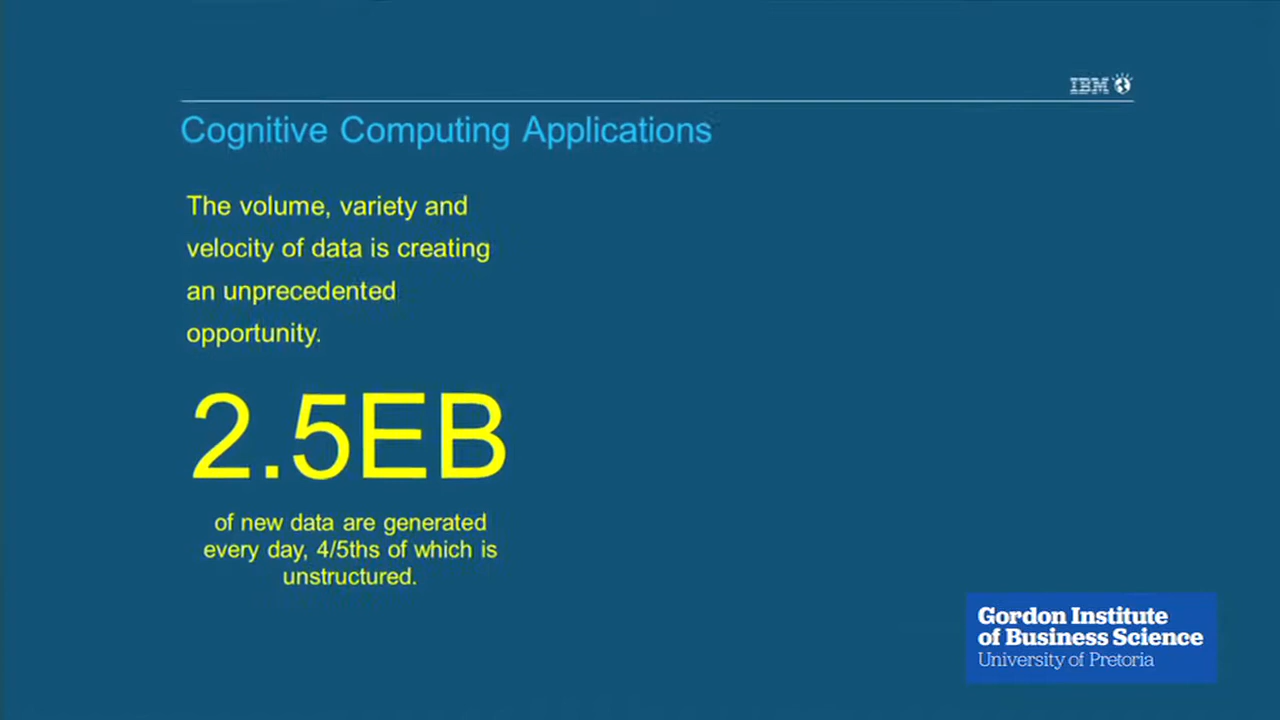 IBM
Cognitive Computing Applications
The volume, variety and
velocity of data is creating
an unprecedented
opportunity.
2.5EB
of new data are generated
every day, 4/5ths of which is
unstructured.
Gordon Institute
of Business Science
University of Pretoria